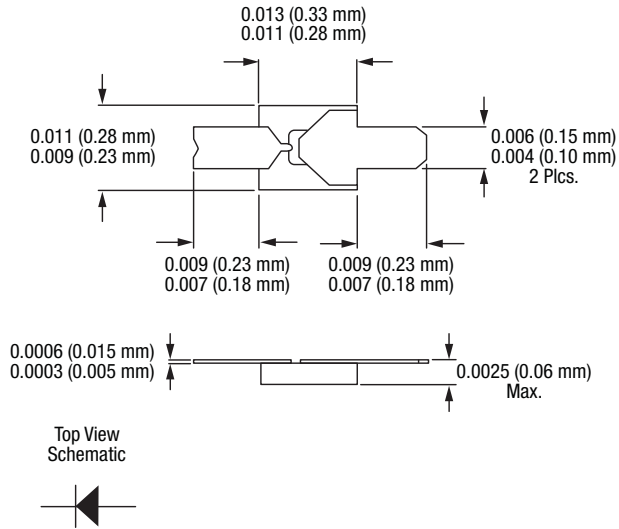 0.013 (0.33 mm)
0.011 (0.28 mm)
0.011 (0.28 mm)
0.009 (0.23 mm)
0.006 (0.15 mm)
0.004 (0.10 mm)
2 Plcs.
0.009 (0.23 mm)
0.007 (0.18 mm)
0.009 (0.23 mm)
0.007 (0.18 mm)
0.0006 (0.015 mm)
0.0003 (0.005 mm)
0.0025 (0.06 mm)
Max.
Top View
Schematic